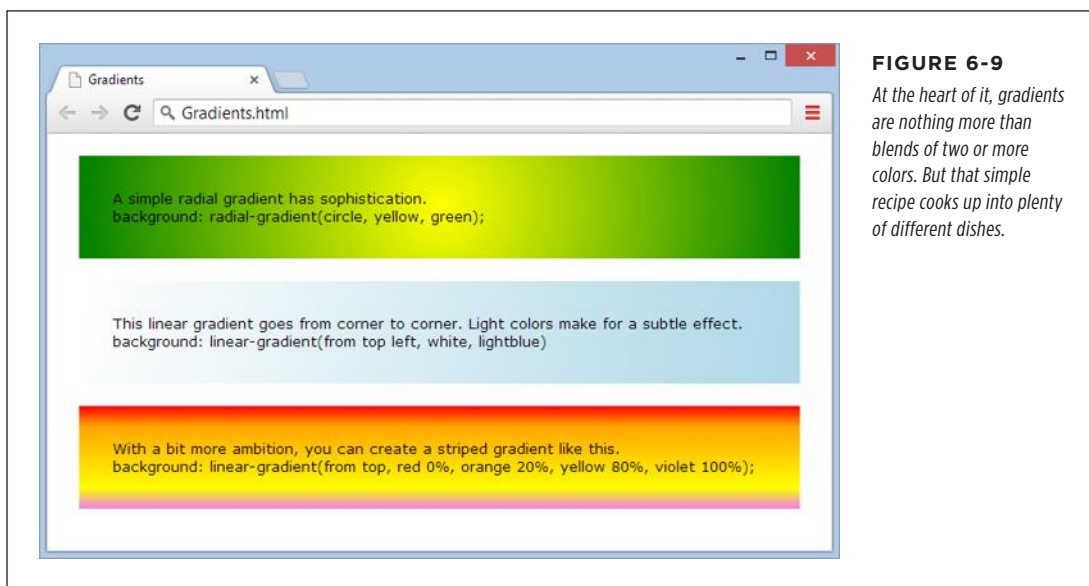 Gradients
Gradients.html
A simple radial gradient has sophistication.
background: radial-gradient(circle, yellow, green);
This linear gradient goes from corner to corner. Light colors make for a subtle effect.
background: linear-gradient(from top left, white, lightblue)
With a bit more ambition, you can create a striped gradient like this.
background: linear-gradient(from top, red 0%, orange 20%, yellow 80%, violet 100%);
FIGURE 6-9
At the heart of it, gradients
are nothing more than
blends of two or more
colors. But that simple
recipe cooks up into plenty
of different dishes.